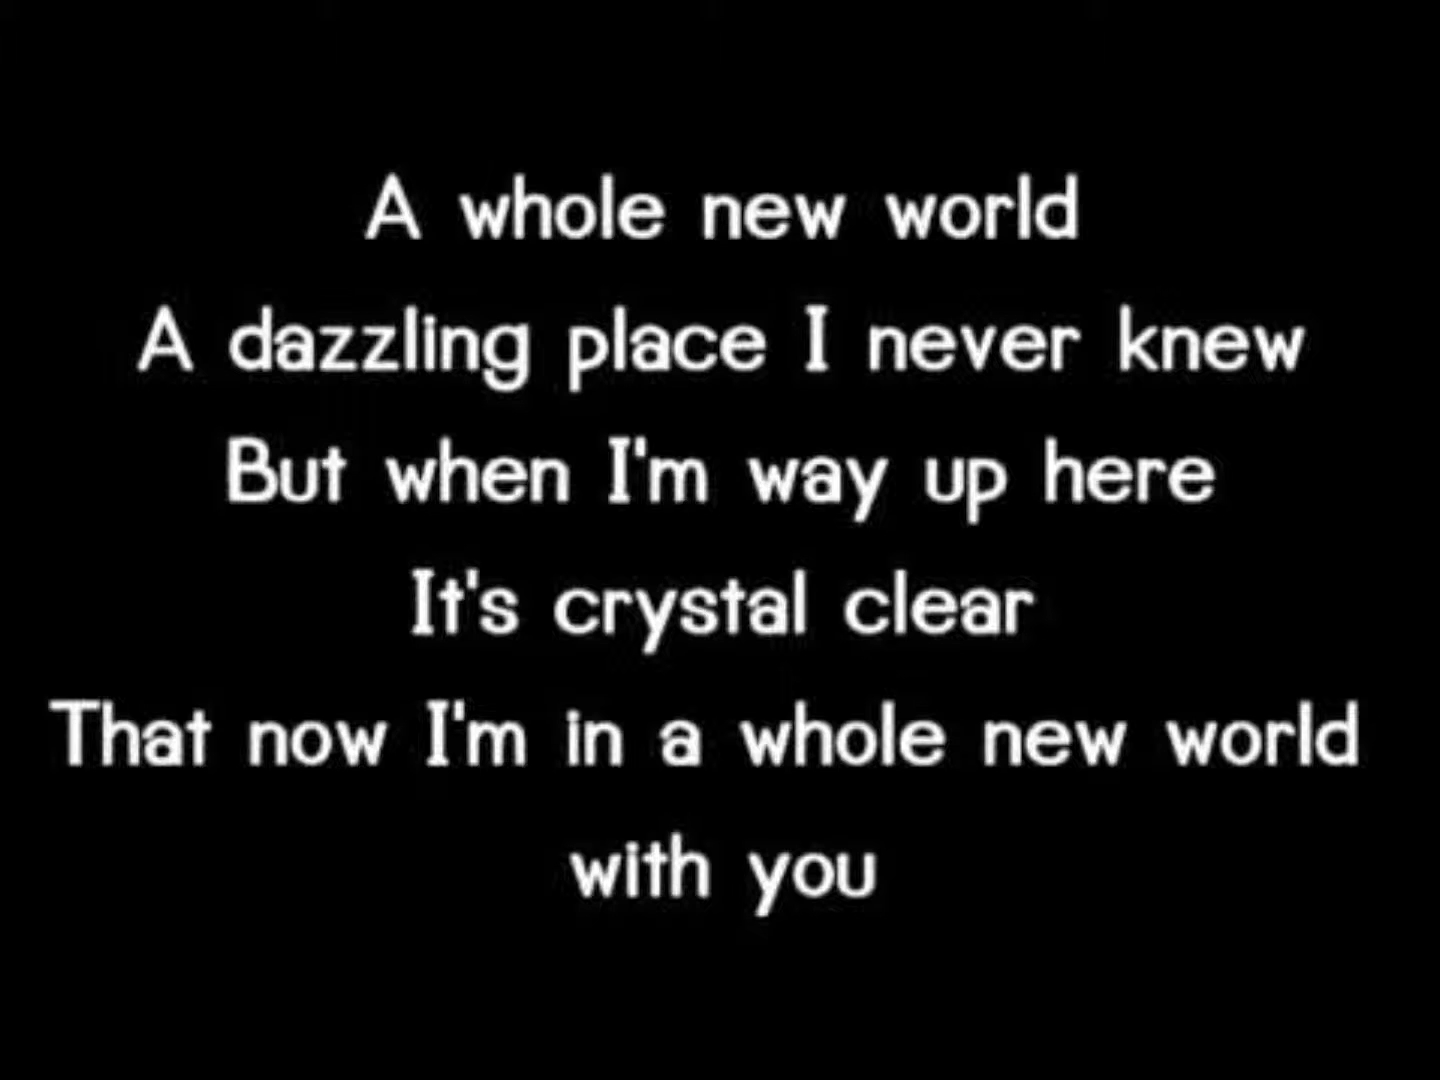 A whole new world
A dazzling place I never knew
But when I'm way up here
It's crystal clear
That now I'm in a whole new world
with you